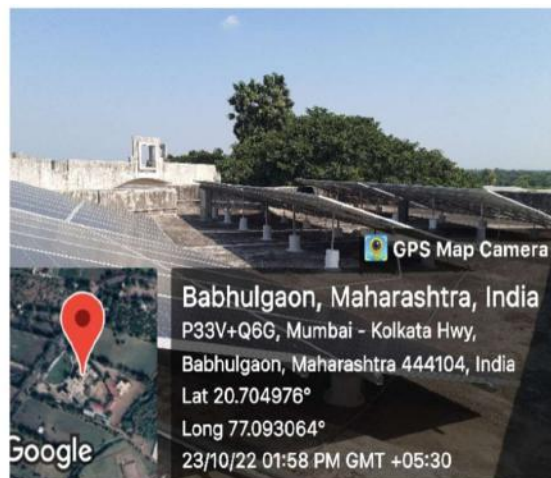 GPS Map Camera
Babhulgaon, Maharashtra, India
P33V+Q6G, Mumbai - Kolkata Hwy,
Babhulgaon, Maharashtra 444104, India
Lat 20.704976°
Long 77.093064°
23/10/22 01:58 PM GMT +05:30
Google